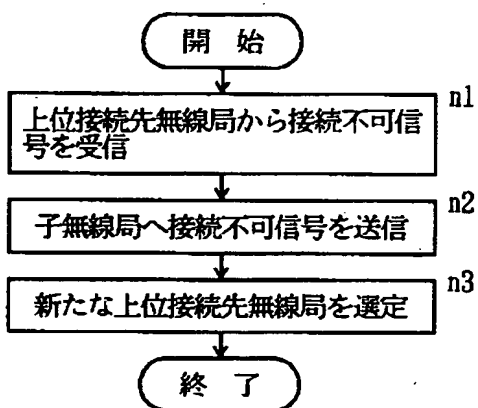 開 始
n1
上位接続先無線局から接続不可信
号を受信
n2
子無線局へ接続不可信号を送信
n3
新たな上位接続先無線局を選定
終 了